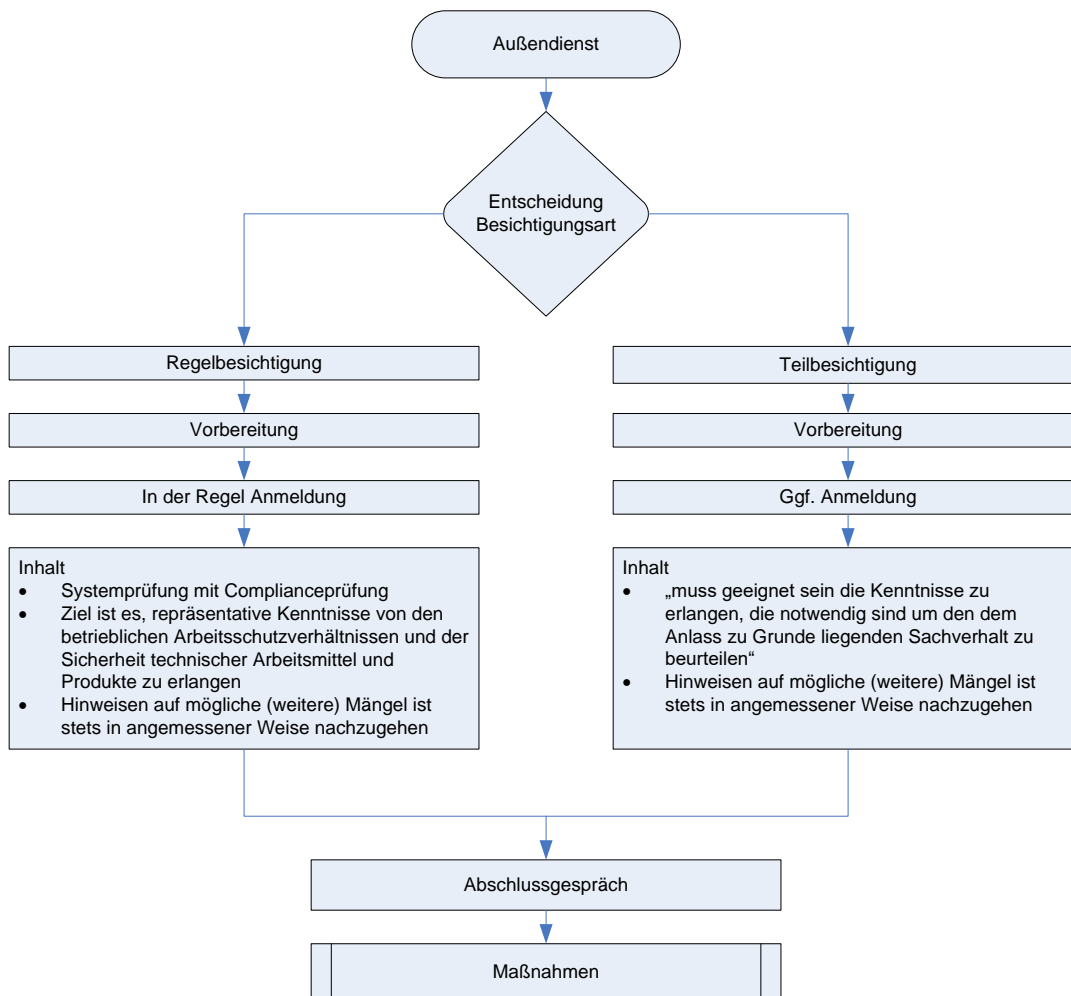 Außendienst
Entscheidung
Besichtigungsart
Regelbesichtigung
Vorbereitung
In der Regel Anmeldung
Inhalt
• Systemprüfung mit Complianceprüfung
• Ziel ist es, repräsentative Kenntnisse von den
betrieblichen Arbeitsschutzverhältnissen und der
Sicherheit technischer Arbeitsmittel und
Produkte zu erlangen
• Hinweisen auf mögliche (weitere) Mängel ist
stets in angemessener Weise nachzugehen
Teilbesichtigung
Vorbereitung
Ggf. Anmeldung
Inhalt
• „muss geeignet sein die Kenntnisse zu
erlangen, die notwendig sind um den dem
Anlass zu Grunde liegenden Sachverhalt zu
beurteilen“
• Hinweisen auf mögliche (weitere) Mängel ist
stets in angemessener Weise nachzugehen
Abschlussgespräch
Maßnahmen